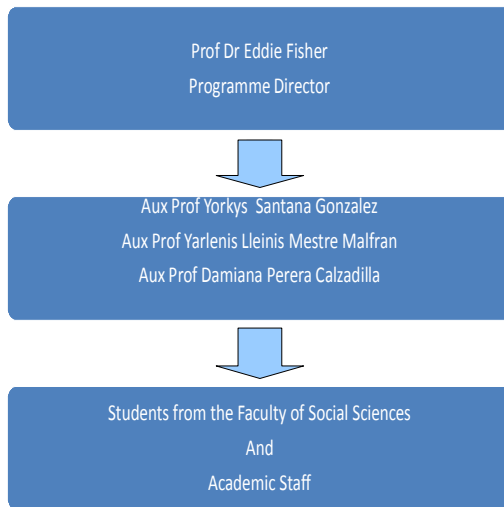 Prof Dr Eddie Fisher
Programme Director
Aux Prof Yorkys Santana Gonzalez
Aux Prof Yarlenis Lleinis Mestre Malfran
Aux Prof Damiana Perera Calzadilla
Students from the Faculty of Social Sciences
And
Academic Staff